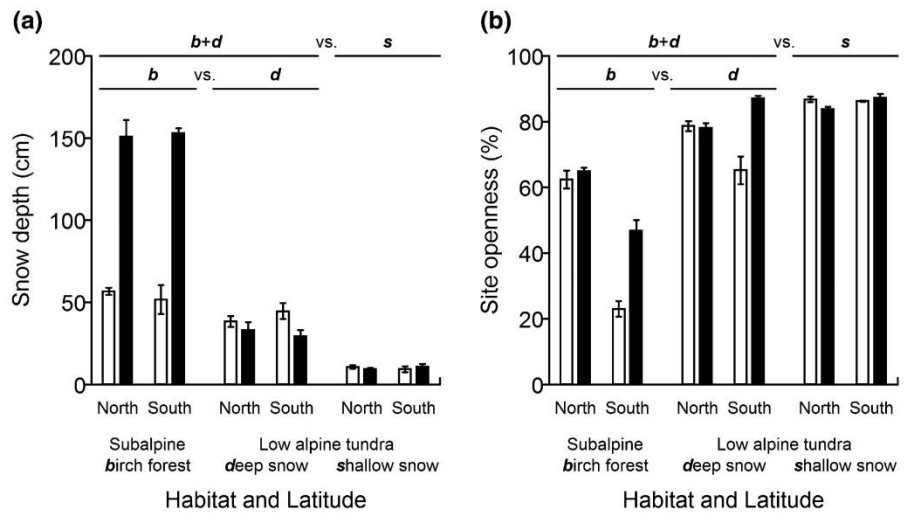 (a)
b+d vs. s
b vs. d
200
150
100
50
0
Snow depth (cm)
North South North South North South
Subalpine Low alpine tundra
birch forest deep snow shallow snow
Habitat and Latitude
(b)
b+d vs. s
b vs. d
100
80
60
40
20
0
Site openness (%)
North South North South North South
Subalpine Low alpine tundra
birch forest deep snow shallow snow
Habitat and Latitude